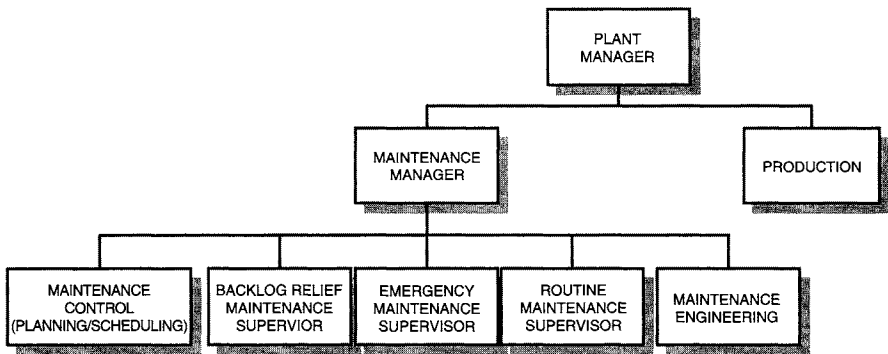 PLANT
MANAGER
MAINTENANCE
MANAGER
PRODUCTION
MAINTENANCE
CONTROL
(PLANNING/SCHEDULING)
BACKLOG RELIEF
MAINTENANCE
SUPERVIOR
EMERGENCY
MAINTENANCE
SUPERVISOR
ROUTINE
MAINTENANCE
SUPERVISOR
MAINTENANCE
ENGINEERING